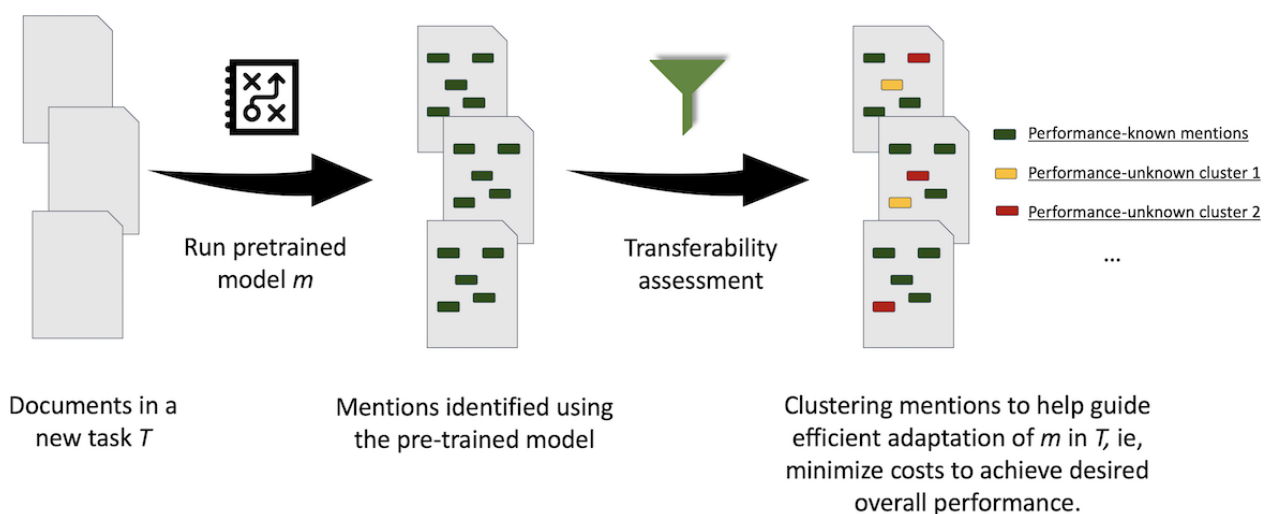 Run pretrained
model m
Transferability
assessment
Performance-known mentions
Performance-unknown cluster 1
Performance-unknown cluster 2
...
Documents in a
new task T
Mentions identified using
the pre-trained model
Clustering mentions to help guide
efficient adaptation of m in T, ie,
minimize costs to achieve desired
overall performance.